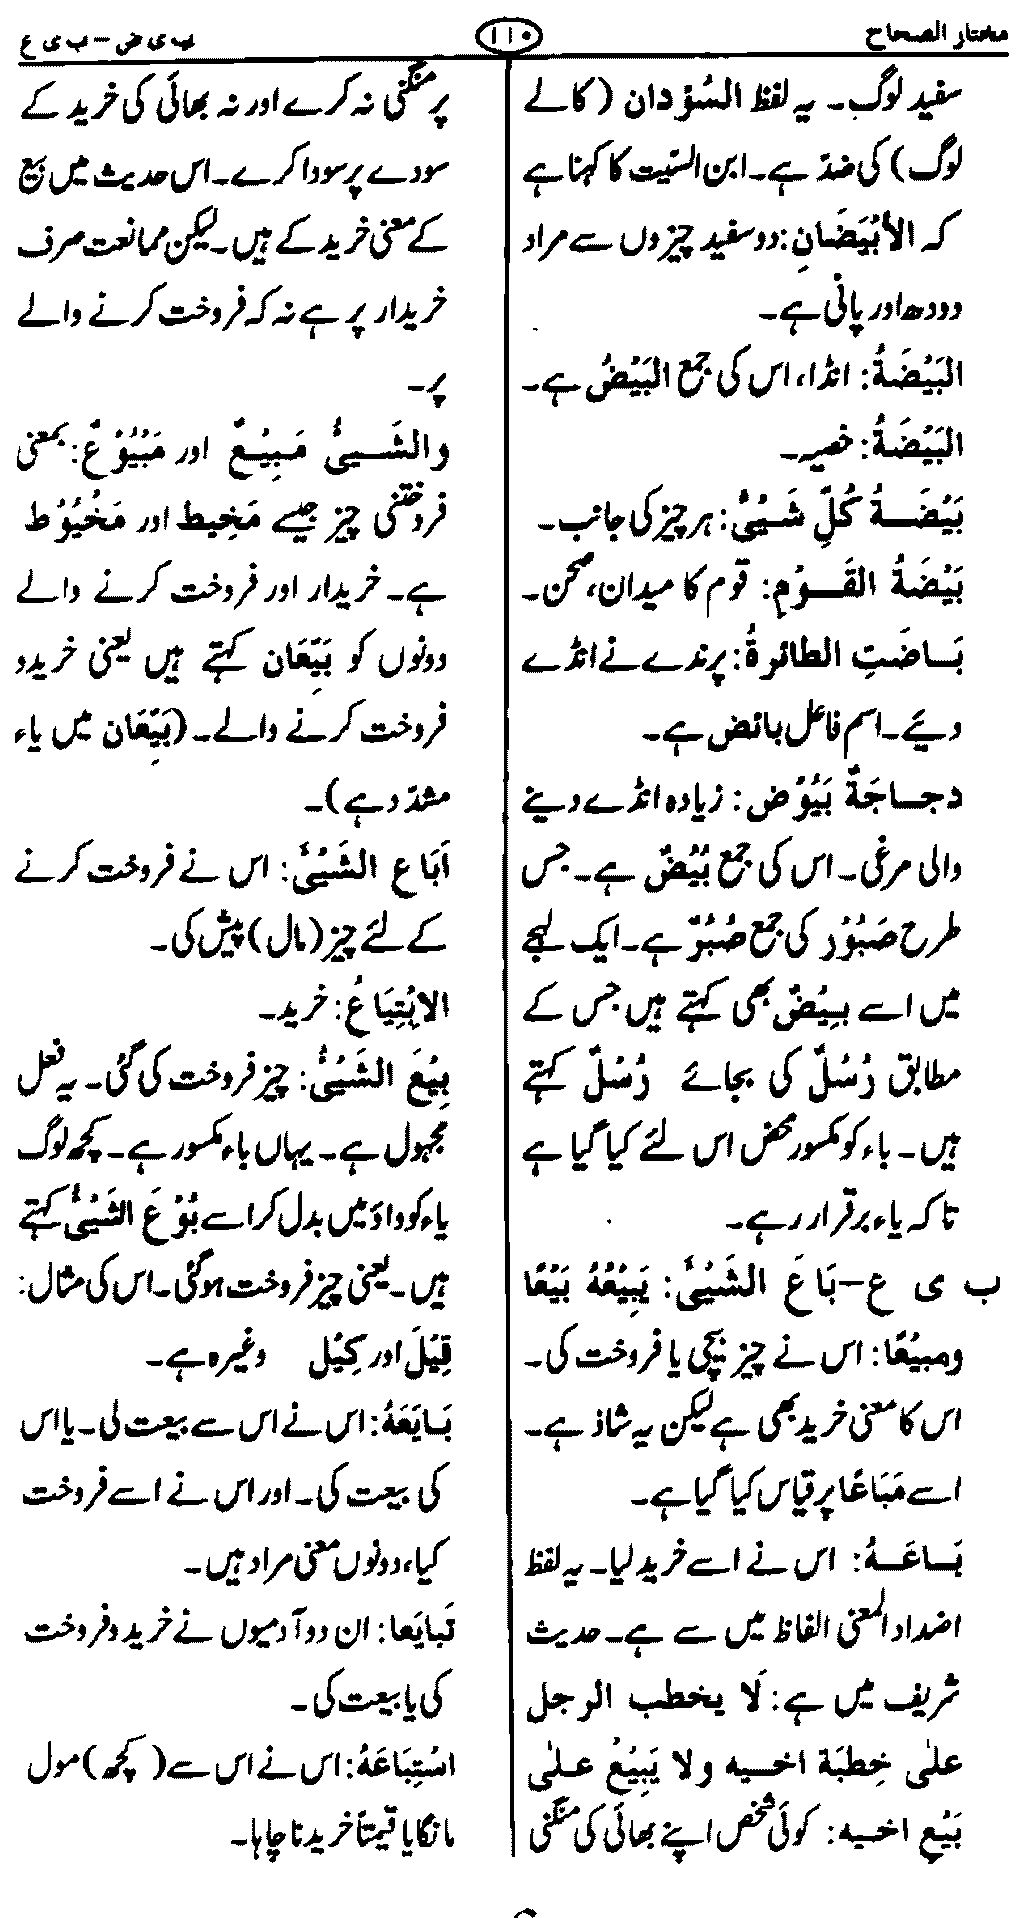 مختار الصحاح
۱۱۰
ب ی ض – ب ی ع
سفید لوگ۔ یہ لفظ السُّوْدان (کالے
لوگ) کی ضدّ ہے۔ ابن السکّیت کا کہنا ہے
کہ الأَبْیَضَانِ: دو سفید چیزوں سے مراد
دودھ اور پانی ہے۔
البَیْضَةُ: انڈا، اس کی جمع البَیْضُ ہے۔
البَیْضَةُ: خصیہ۔
بَیْضَةُ كُلِّ شَیْیٍٔ: ہر چیز کی جانب۔
بَیْضَةُ القَوْمِ: قوم کا میدان، صحن۔
بَاضَتِ الطائرةُ: پرندے نے انڈے
دیئے۔ اسم فاعل بائض ہے۔
دجاجَةٌ بَیُوْض: زیادہ انڈے دینے
والی مرغی۔ اس کی جمع بُیُضٌ ہے۔ جس
طرح صَبُوْر کی جمع صُبُرٌ ہے۔ ایک لہجے
میں اسے بِیْضٌ بھی کہتے ہیں جس کے
مطابق رُسُلٌ کی بجائے رُسْلٌ کہتے
ہیں۔ باء کو مکسور محض اس لئے کیا گیا ہے
تاکہ یاء برقرار رہے۔
ب ی ع – بَاعَ الشَیْئَ: یَبِیْعُهُ بَیْعًا
ومبیْعًا: اس نے چیز بیچی یا فروخت کی۔
اس کا معنی خرید بھی ہے لیکن یہ شاذ ہے۔
اسے مَبَاعًا پر قیاس کیا گیا ہے۔
بَاعَهُ: اس نے اسے خرید لیا۔ یہ لفظ
اضداد المعنی الفاظ میں سے ہے۔ حدیث
شریف میں ہے: لَا یخطب الرجل
علٰی خِطبَة اخیه ولا یَبِیْعُ علٰی
بَیْعِ اخیه: کوئی شخص اپنے بھائی کی منگنی
پر منگنی نہ کرے اور نہ بھائی کی خرید کے
سودے پر سودا کرے۔ اس حدیث میں بیع
کے معنی خرید کے ہیں۔ لیکن ممانعت صرف
خریدار پر ہے نہ کہ فروخت کرنے والے
پر۔
والشَیئُ مَبِیْعٌ اور مَبْیُوْعٌ: بمعنی
فروختنی چیز جیسے مَخِیط اور مَخْیُوْط
ہے۔ خریدار اور فروخت کرنے والے
دونوں کو بَیِّعَان کہتے ہیں یعنی خرید و
فروخت کرنے والے۔ (بَیِّعَان میں یاء
مشدّد ہے)۔
اَبَاع الشَیْئَ: اس نے فروخت کرنے
کے لئے چیز (مال) پیش کی۔
الابْتِیَاعُ: خرید۔
بِیْعَ الشَیْئُ: چیز فروخت کی گئی۔ یہ فعل
مجہول ہے۔ یہاں باء مکسور ہے۔ کچھ لوگ
یاء کو واؤ میں بدل کر اسے بُوْعَ الشَیْئُ کہتے
ہیں۔ یعنی چیز فروخت ہوگئی۔ اس کی مثال:
قِیْلَ اور کِیْل وغیرہ ہے۔
بَایَعَهُ: اس نے اس سے بیعت لی۔ یا اس
کی بیعت کی۔ اور اس نے اسے فروخت
کیا، دونوں معنی مراد ہیں۔
تَبایَعا: ان دو آدمیوں نے خرید و فروخت
کی یا بیعت کی۔
اسْتِبَاعَهُ: اس نے اس سے (کچھ) مول
مانگا یا قیمتاً خریدنا چاہا۔